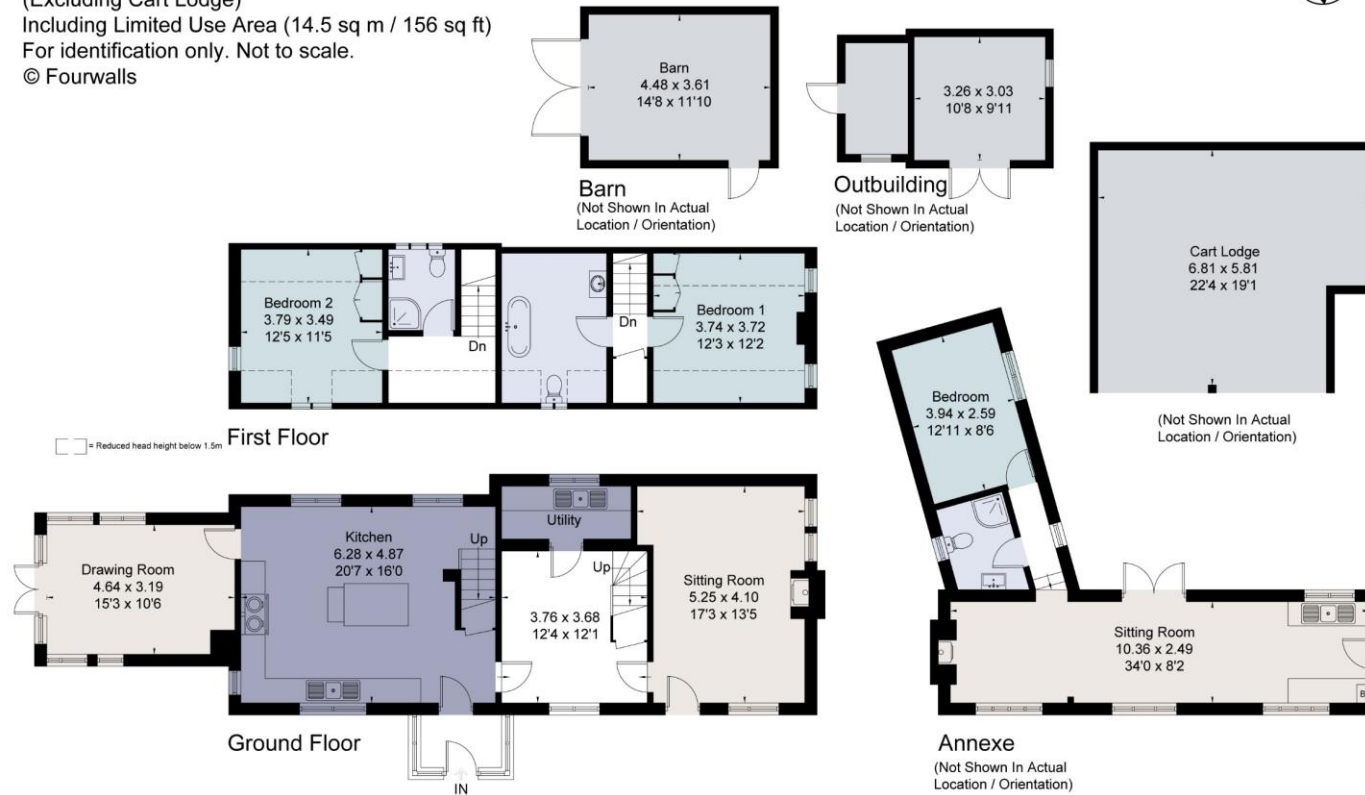 (Excluding Cart Lodge)
Including Limited Use Area (14.5 sq m / 156 sq ft)
For identification only. Not to scale.
© Fourwalls
Barn
4.48 x 3.61
14'8 x 11'10
Barn
(Not Shown In Actual
Location / Orientation)
3.26 x 3.03
10'8 x 9'11
Outbuilding
(Not Shown In Actual
Location / Orientation)
Cart Lodge
6.81 x 5.81
22'4 x 19'1
(Not Shown In Actual
Location / Orientation)
Bedroom 2
3.79 x 3.49
12'5 x 11'5
Dn
Dn
Bedroom 1
3.74 x 3.72
12'3 x 12'2
= Reduced head height below 1.5m
First Floor
Drawing Room
4.64 x 3.19
15'3 x 10'6
Kitchen
6.28 x 4.87
20'7 x 16'0
Up
Utility
Up
3.76 x 3.68
12'4 x 12'1
Sitting Room
5.25 x 4.10
17'3 x 13'5
Ground Floor
IN
Bedroom
3.94 x 2.59
12'11 x 8'6
Sitting Room
10.36 x 2.49
34'0 x 8'2
B
Annexe
(Not Shown In Actual
Location / Orientation)